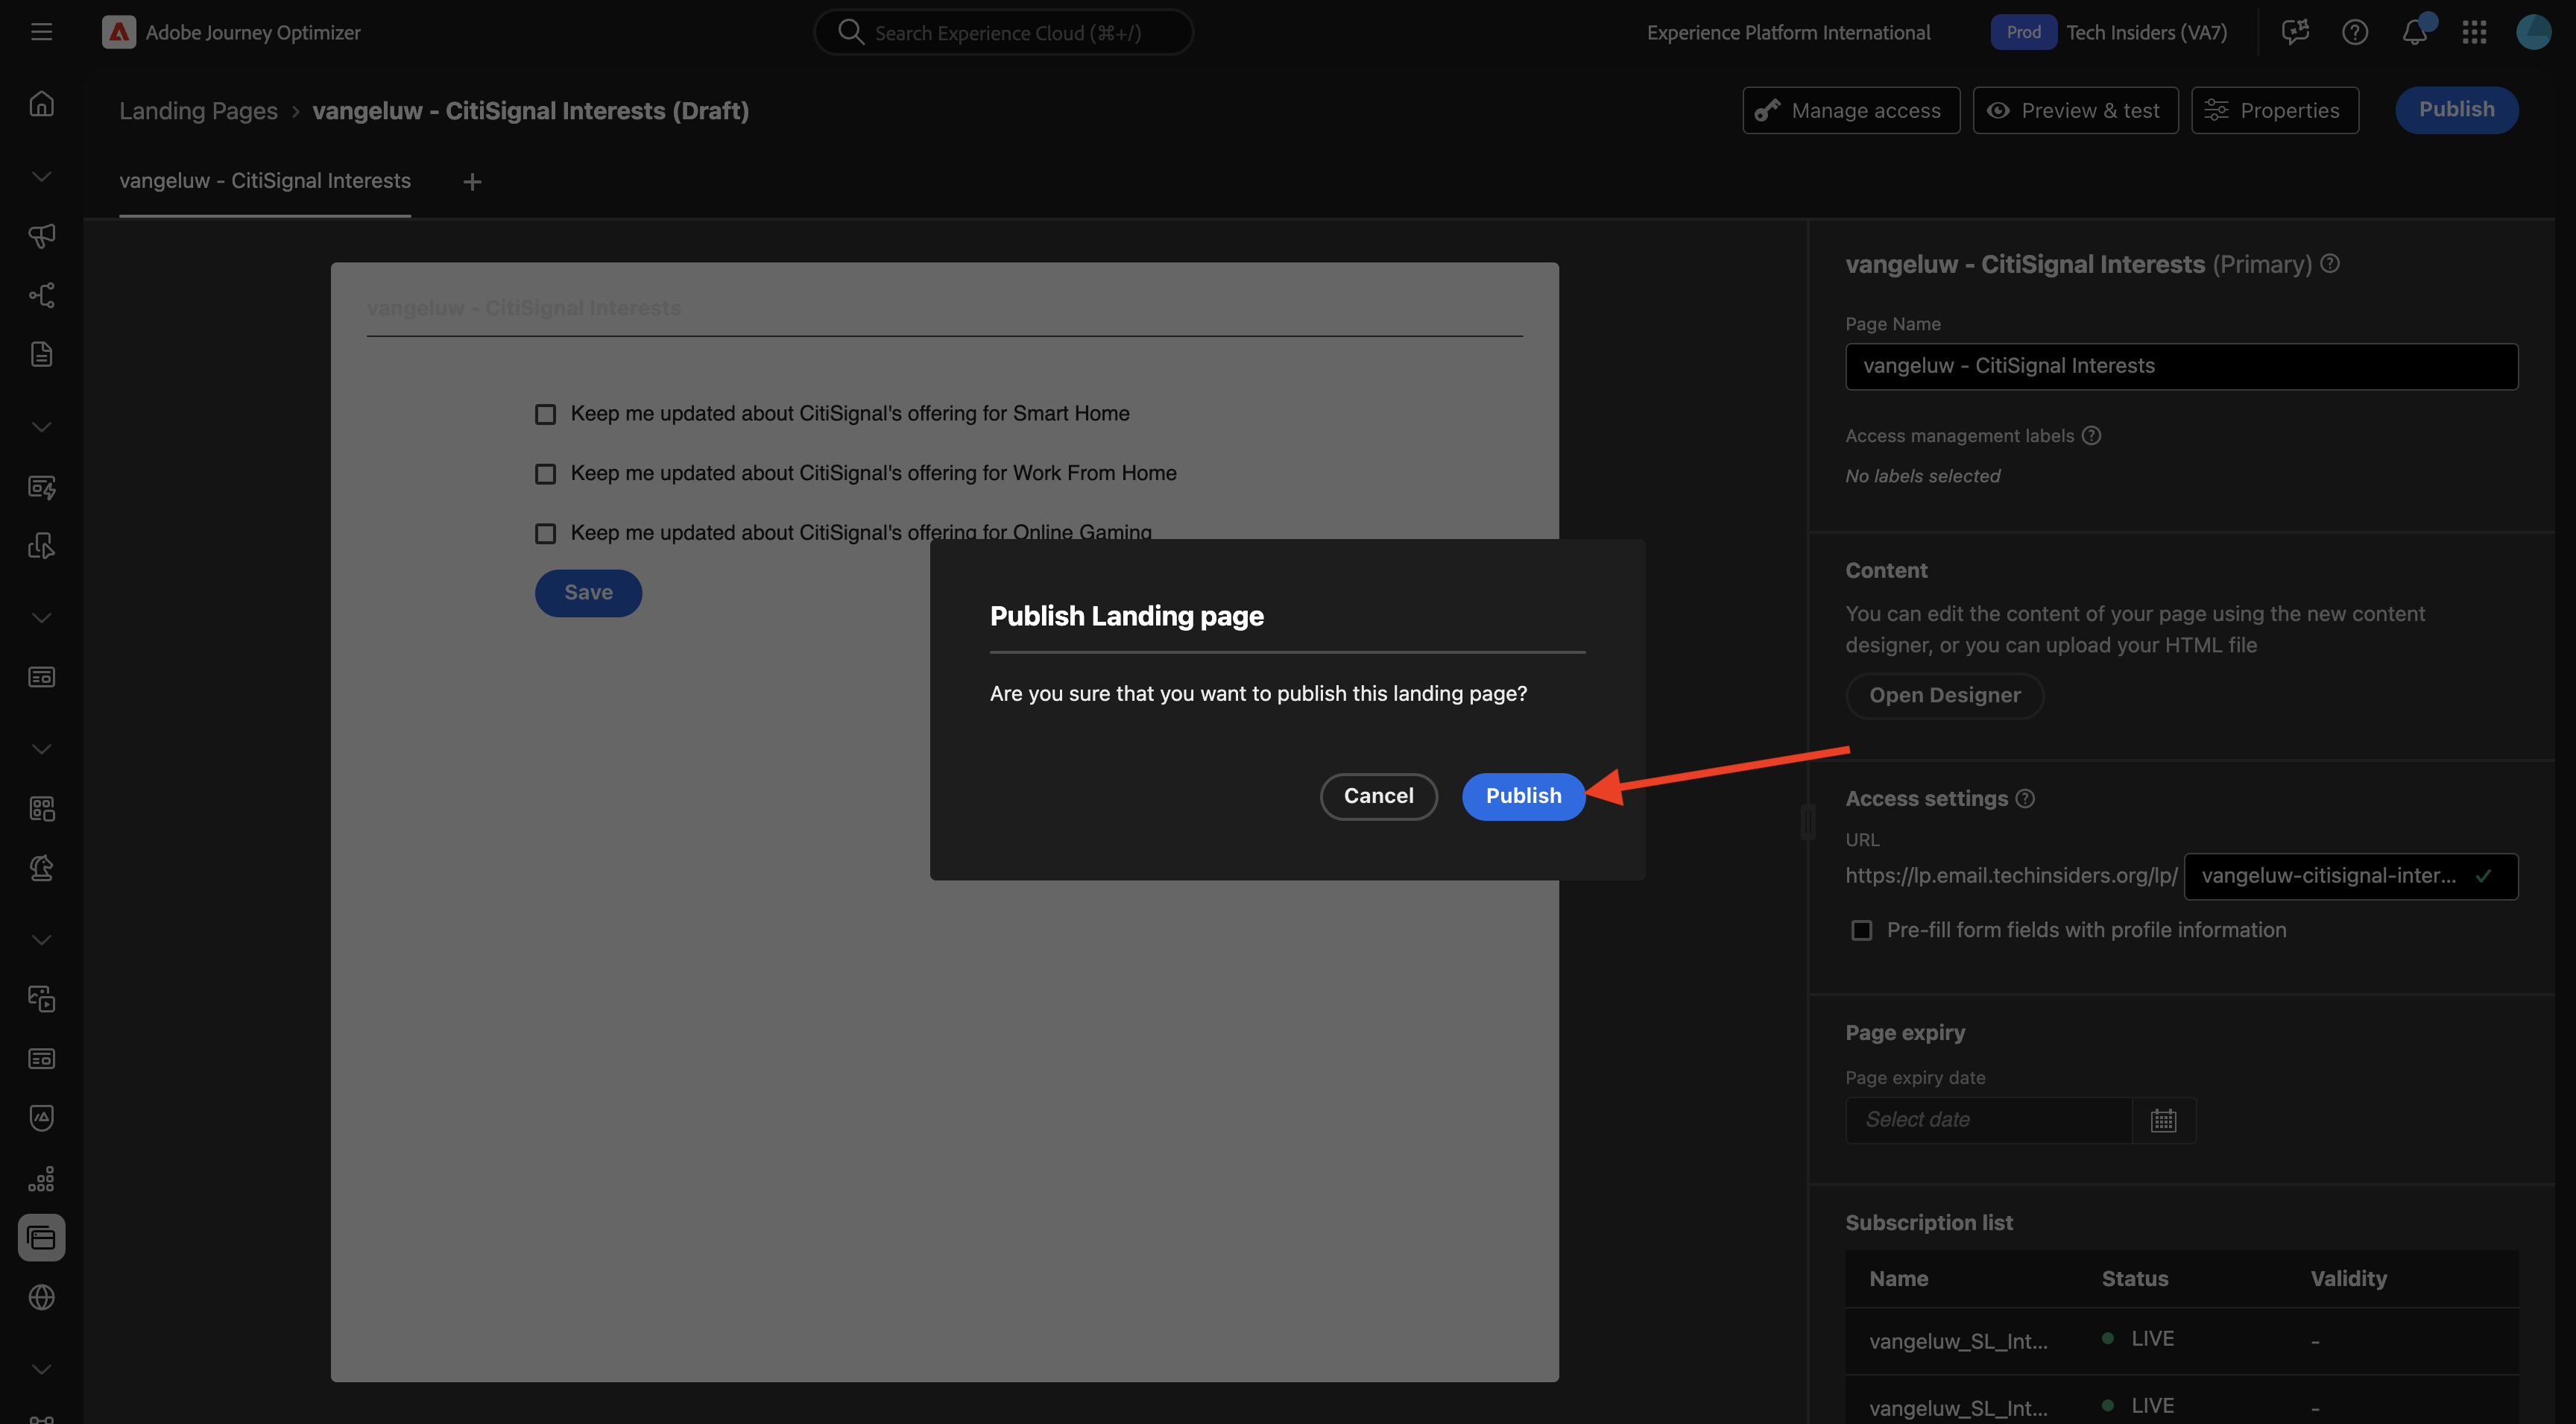 Adobe Journey Optimizer
Search Experience Cloud (⌘+/)
Experience Platform International
Prod
Tech Insiders (VA7)
Landing Pages > vangeluw - CitiSignal Interests (Draft)
Manage access
Preview & test
Properties
Publish
vangeluw - CitiSignal Interests
vangeluw - CitiSignal Interests
Keep me updated about CitiSignal's offering for Smart Home
Keep me updated about CitiSignal's offering for Work From Home
Keep me updated about CitiSignal's offering for Online Gaming
Save
Publish Landing page
Are you sure that you want to publish this landing page?
Cancel
Publish
vangeluw - CitiSignal Interests (Primary)
Page Name
vangeluw - CitiSignal Interests
Access management labels
No labels selected
Content
You can edit the content of your page using the new content
designer, or you can upload your HTML file
Open Designer
Access settings
URL
https://lp.email.techinsiders.org/lp/ vangeluw-citisignal-inter...
Pre-fill form fields with profile information
Page expiry
Page expiry date
Select date
Subscription list
Name Status Validity
vangeluw_SL_Int... LIVE -
vangeluw_SL_Int... LIVE -